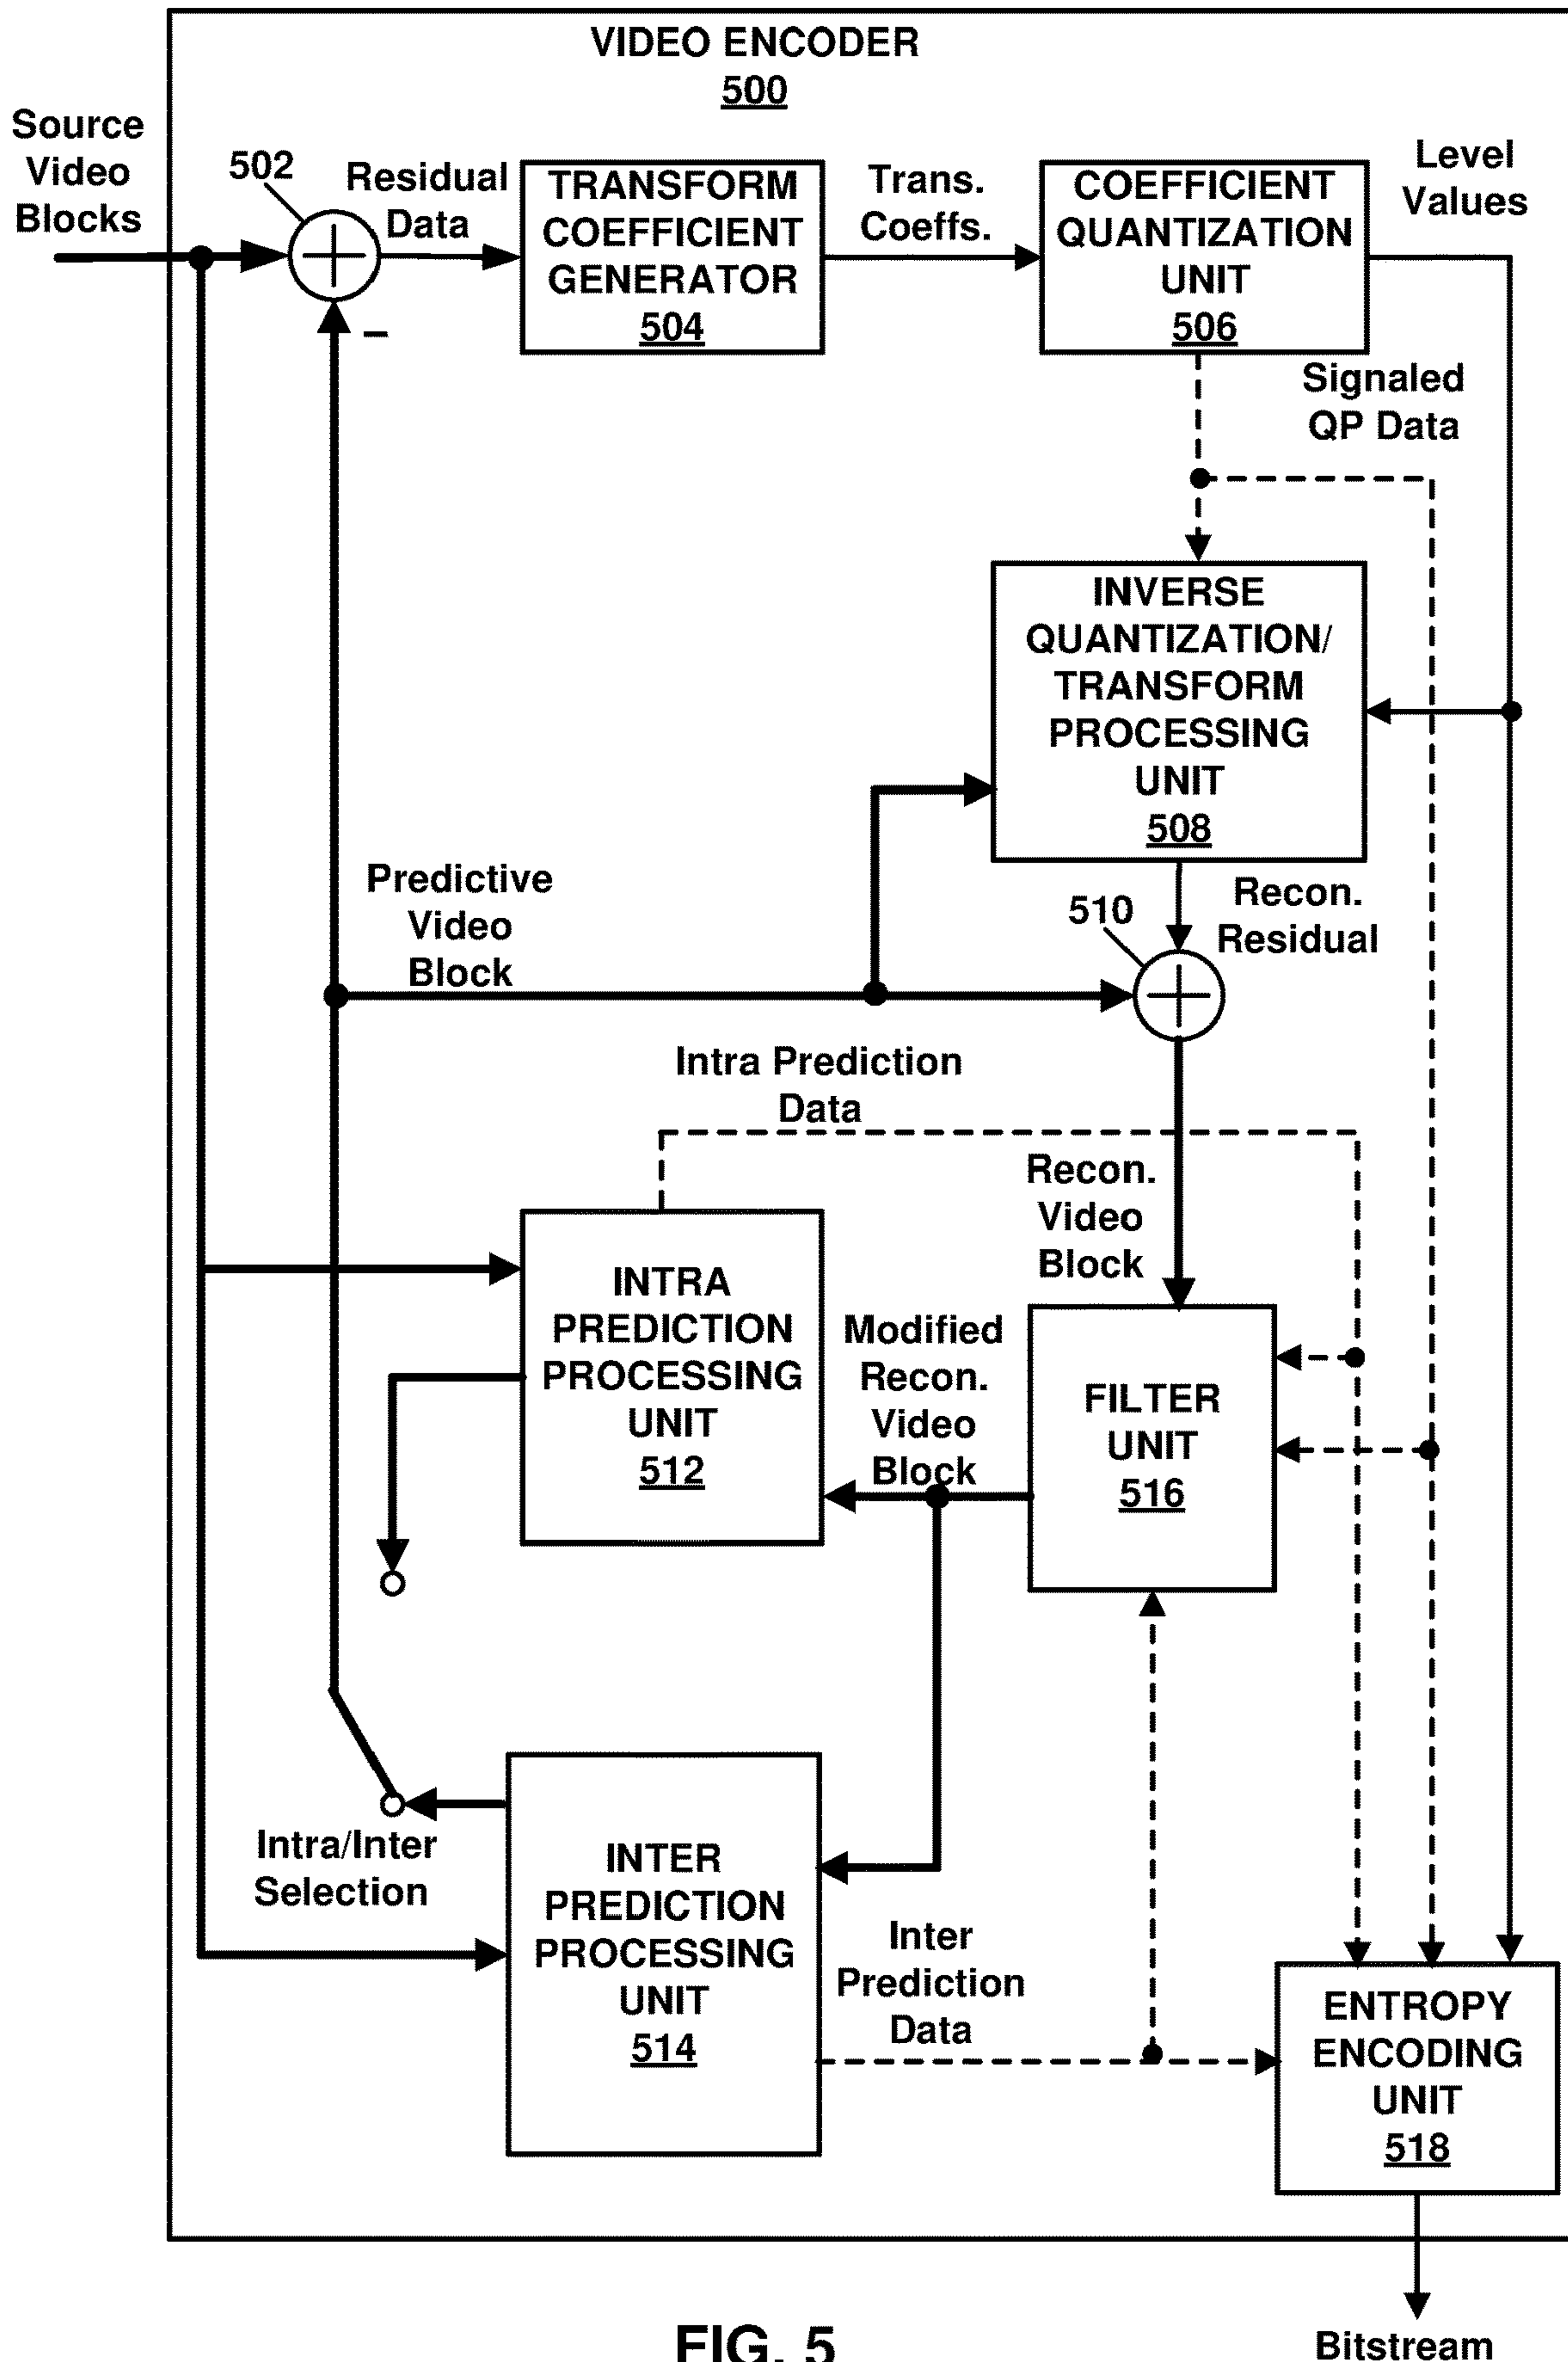 VIDEO ENCODER
500
Source
Video
Blocks
502
Residual
Data
TRANSFORM
COEFFICIENT
GENERATOR
504
Trans.
Coeffs.
COEFFICIENT
QUANTIZATION
UNIT
506
Level
Values
–
Signaled
QP Data
INVERSE
QUANTIZATION/
TRANSFORM
PROCESSING
UNIT
508
Predictive
Video
Block
510
Recon.
Residual
Intra Prediction
Data
Recon.
Video
Block
INTRA
PREDICTION
PROCESSING
UNIT
512
Modified
Recon.
Video
Block
FILTER
UNIT
516
Intra/Inter
Selection
INTER
PREDICTION
PROCESSING
UNIT
514
Inter
Prediction
Data
ENTROPY
ENCODING
UNIT
518
FIG. 5
Bitstream